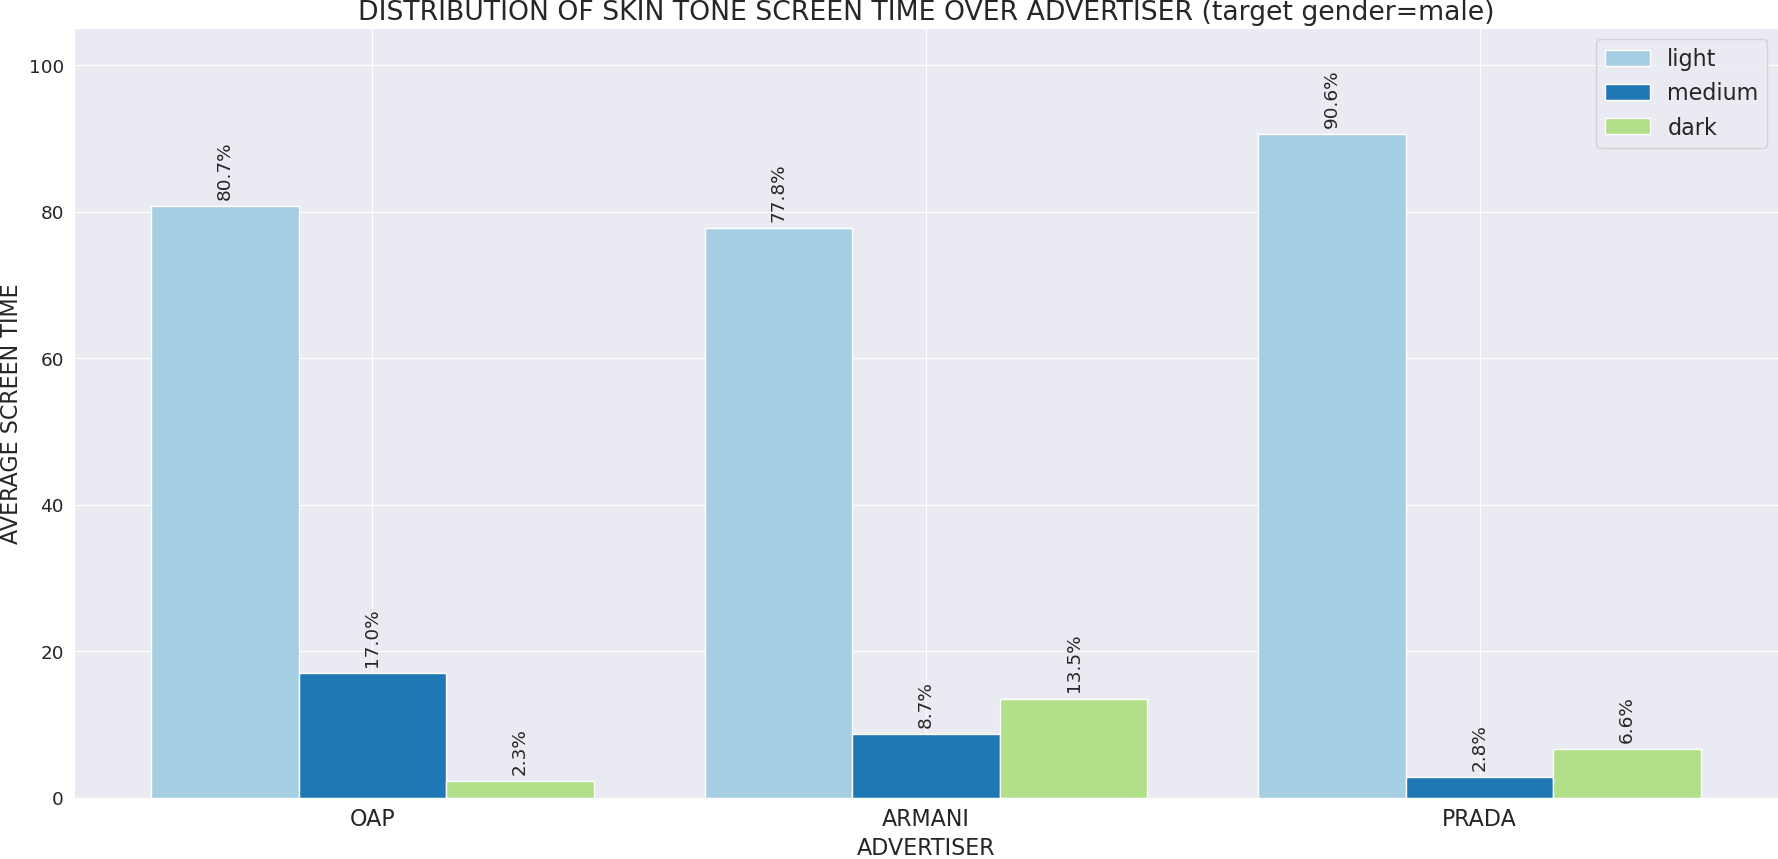 DISTRIBUTION OF SKIN TONE SCREEN TIME OVER ADVERTISER (target gender=male)
light
medium
dark
AVERAGE SCREEN TIME
100
80
60
40
20
0
80.7%
17.0%
2.3%
77.8%
8.7%
13.5%
90.6%
2.8%
6.6%
OAP
ARMANI
PRADA
ADVERTISER